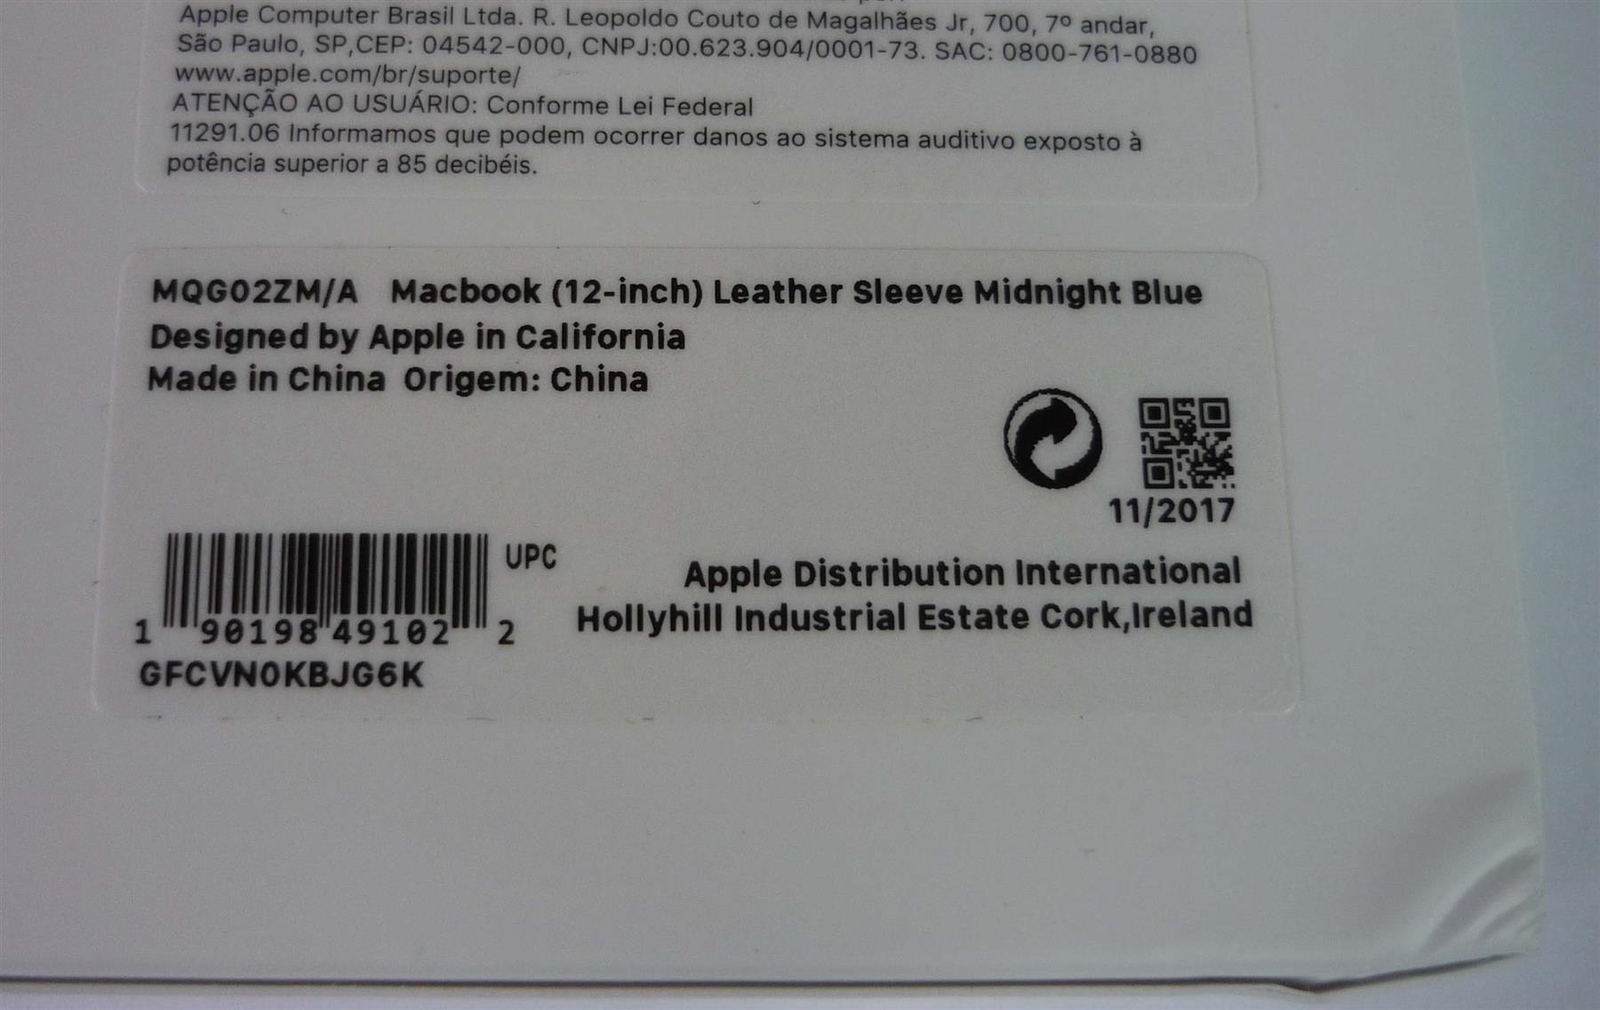 Apple Computer Brasil Ltda. R. Leopoldo Couto de Magalhães Jr, 700, 7º andar,
São Paulo, SP,CEP: 04542-000, CNPJ:00.623.904/0001-73. SAC: 0800-761-0880
www.apple.com/br/suporte/
ATENÇÃO AO USUÁRIO: Conforme Lei Federal
11291.06 Informamos que podem ocorrer danos ao sistema auditivo exposto à
potência superior a 85 decibéis.
MQG02ZM/A Macbook (12-inch) Leather Sleeve Midnight Blue
Designed by Apple in California
Made in China Origem: China
11/2017
UPC
1 90198 49102 2
GFCVN0KBJG6K
Apple Distribution International
Hollyhill Industrial Estate Cork,Ireland